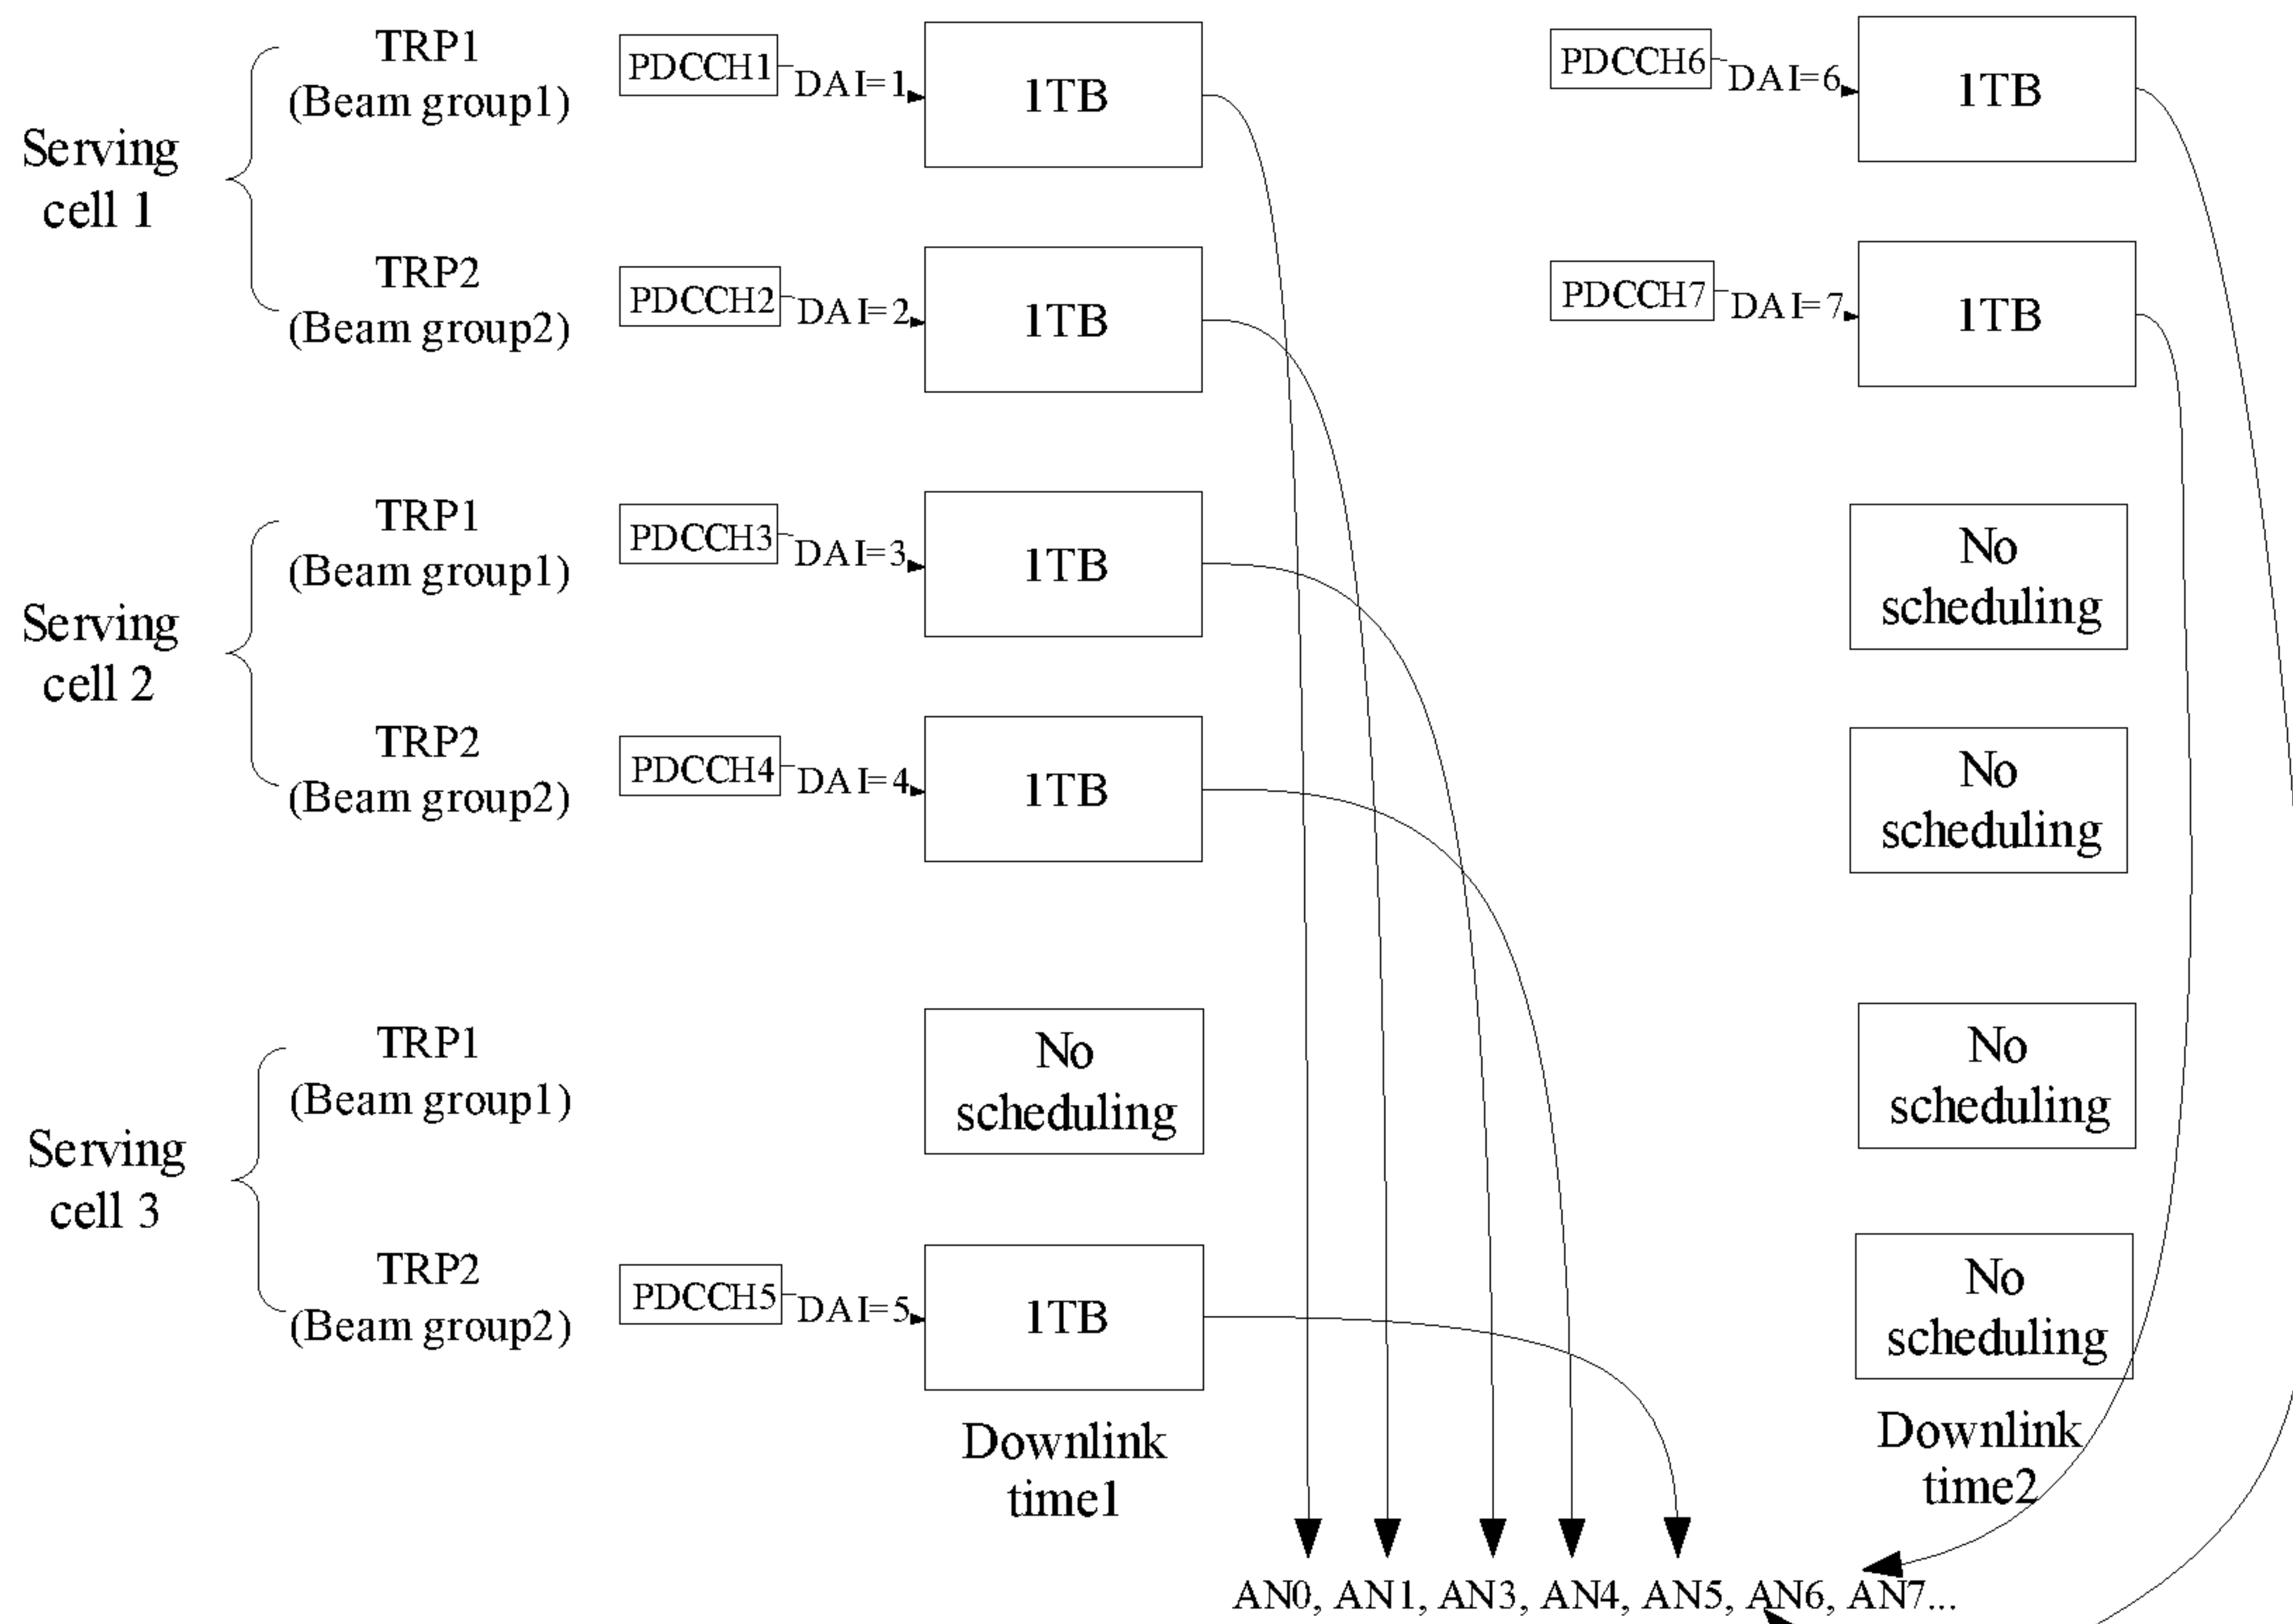 Serving
cell 1
TRP1
(Beam group1)
PDCCH1
DAI=1
1TB
PDCCH6
DAI=6
1TB
TRP2
(Beam group2)
PDCCH2
DAI=2
1TB
PDCCH7
DAI=7
1TB
Serving
cell 2
TRP1
(Beam group1)
PDCCH3
DAI=3
1TB
No
scheduling
TRP2
(Beam group2)
PDCCH4
DAI=4
1TB
No
scheduling
Serving
cell 3
TRP1
(Beam group1)
No
scheduling
No
scheduling
TRP2
(Beam group2)
PDCCH5
DAI=5
1TB
No
scheduling
Downlink
time1
Downlink
time2
AN0, AN1, AN3, AN4, AN5, AN6, AN7...